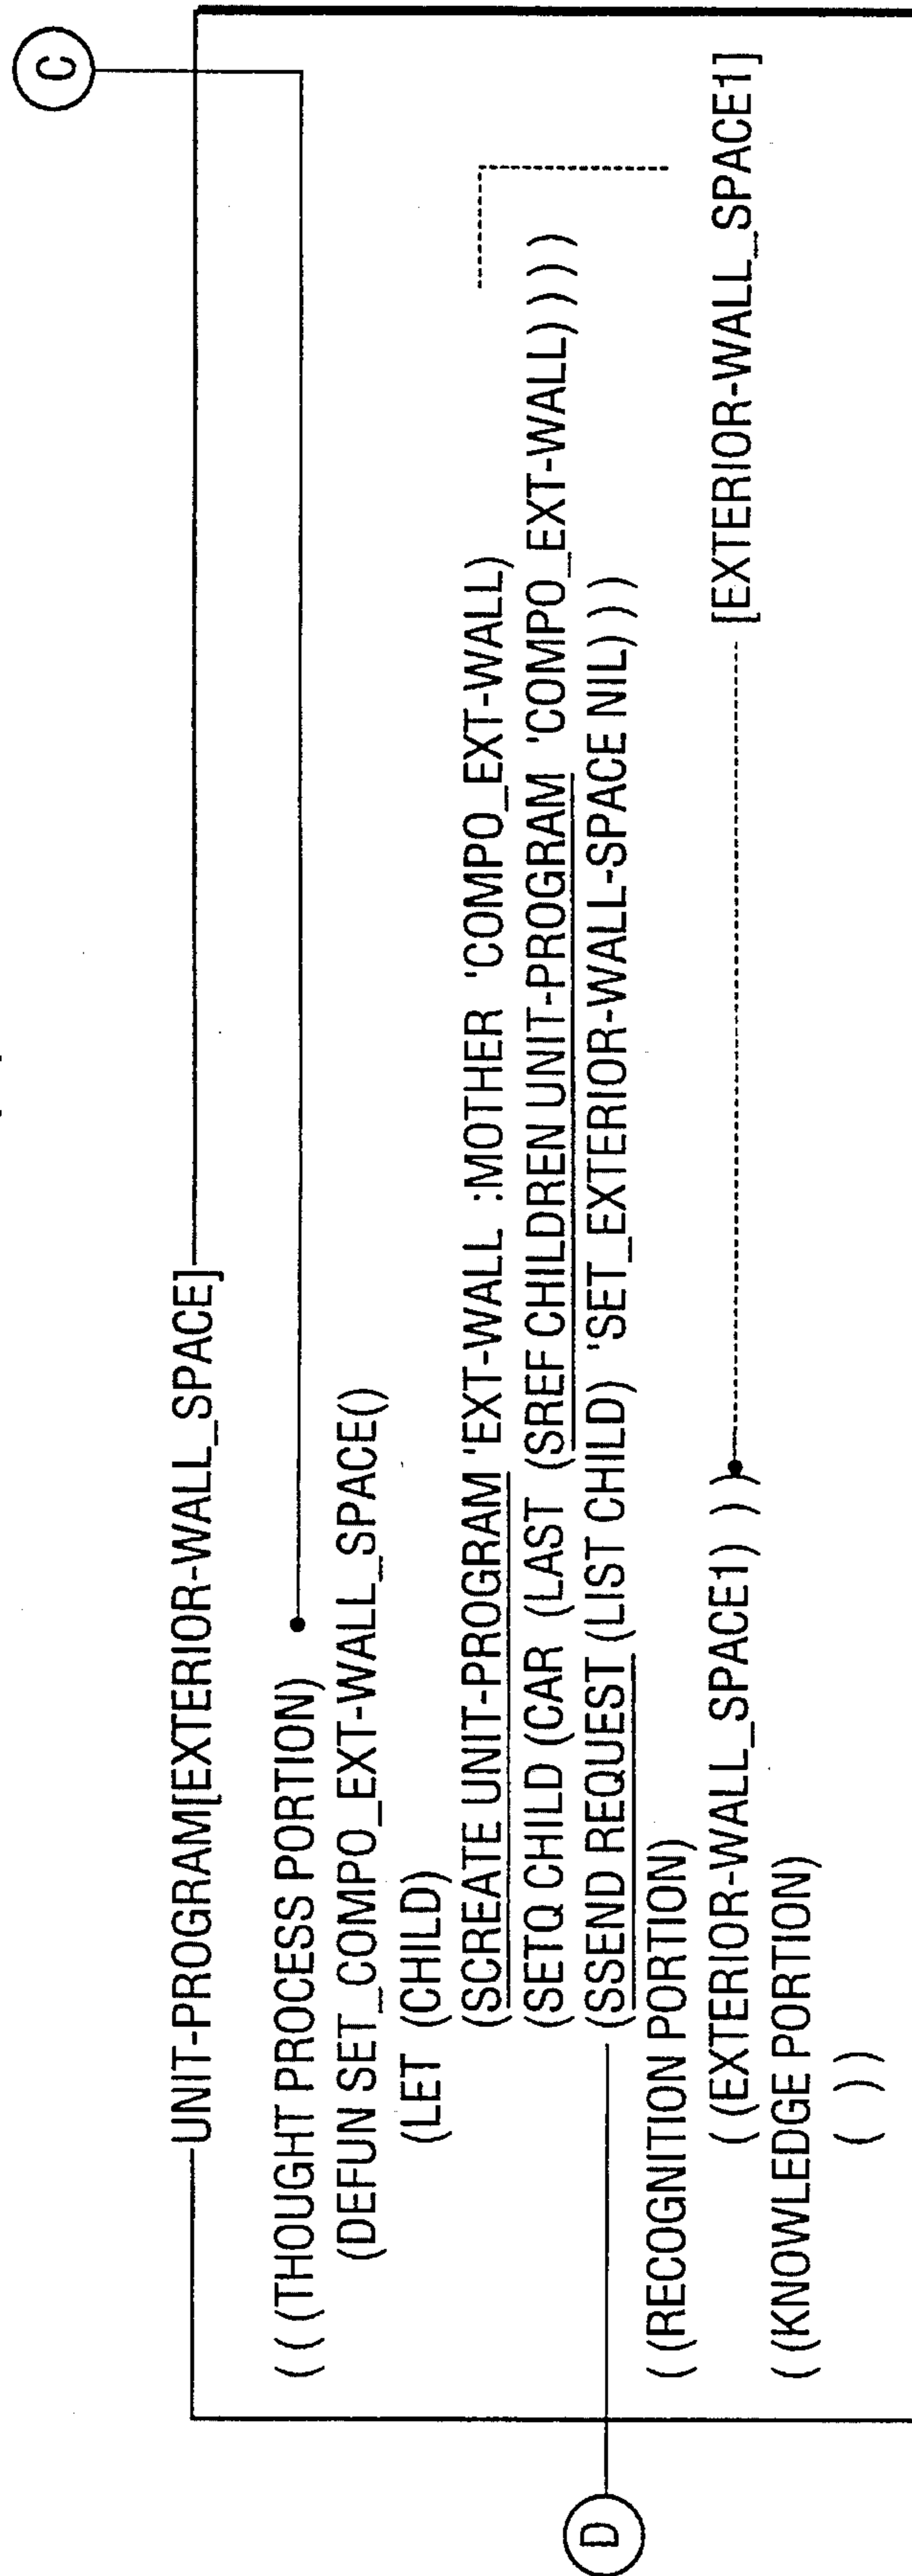 C
UNIT-PROGRAM[EXTERIOR-WALL_SPACE]
( ( (THOUGHT PROCESS PORTION)
(DEFUN SET_COMPO_EXT-WALL_SPACE()
(LET (CHILD)
(SCREATE UNIT-PROGRAM 'EXT-WALL :MOTHER 'COMPO_EXT-WALL)
(SETQ CHILD (CAR (LAST (SREF CHILDREN UNIT-PROGRAM 'COMPO_EXT-WALL) ) ) )
(SSEND REQUEST (LIST CHILD) 'SET_EXTERIOR-WALL-SPACE NIL) ) )
D
( (RECOGNITION PORTION)
( (EXTERIOR-WALL_SPACE1) ) ) [EXTERIOR-WALL_SPACE1]
( (KNOWLEDGE PORTION)
( ) )